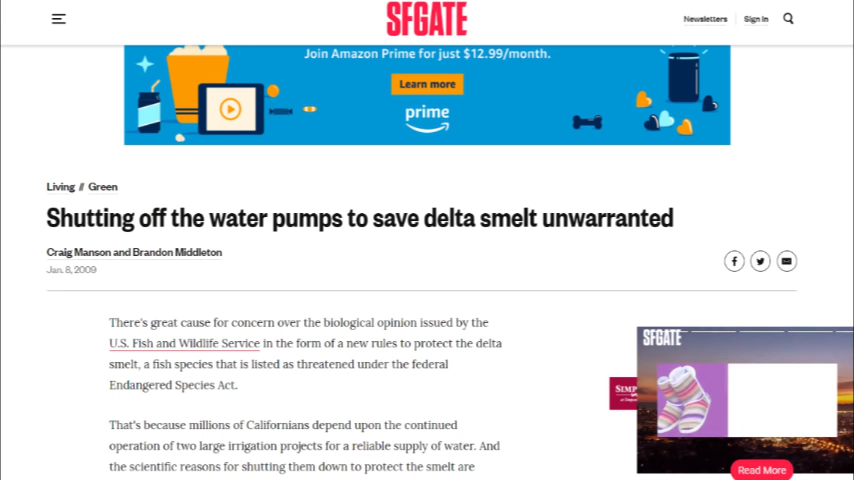 SFGATE
Newsletters
Sign In
Join Amazon Prime for just $12.99/month.
Learn more
prime
Living // Green
Shutting off the water pumps to save delta smelt unwarranted
Craig Manson and Brandon Middleton
Jan. 8, 2009
There's great cause for concern over the biological opinion issued by the
U.S. Fish and Wildlife Service in the form of a new rules to protect the delta
smelt, a fish species that is listed as threatened under the federal
Endangered Species Act.
That's because millions of Californians depend upon the continued
operation of two large irrigation projects for a reliable supply of water. And
the scientific reasons for shutting them down to protect the smelt are
SFGATE
Read More